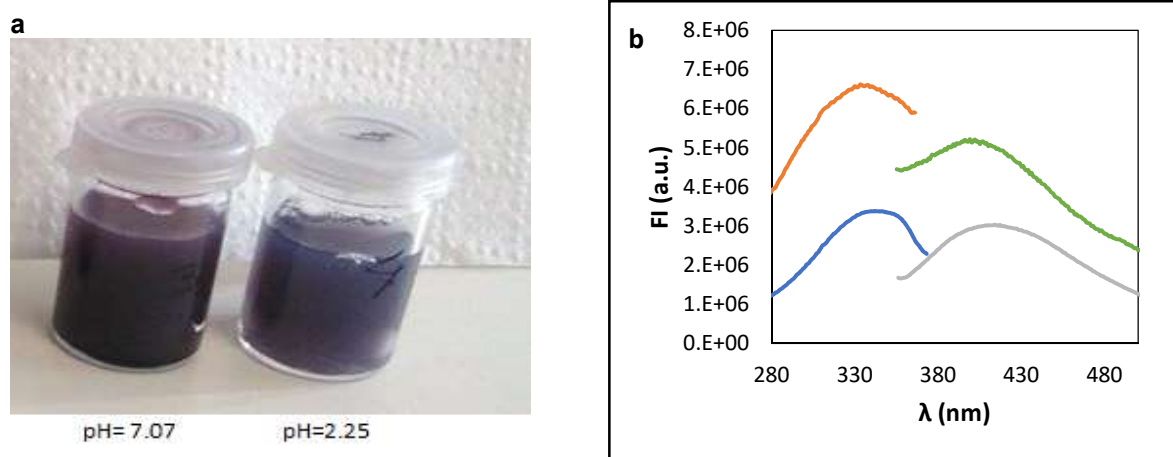 a
pH= 7.07
pH=2.25
b
8.E+06
7.E+06
6.E+06
5.E+06
4.E+06
3.E+06
2.E+06
1.E+06
0.E+00
FI (a.u.)
280
330
380
430
480
λ (nm)